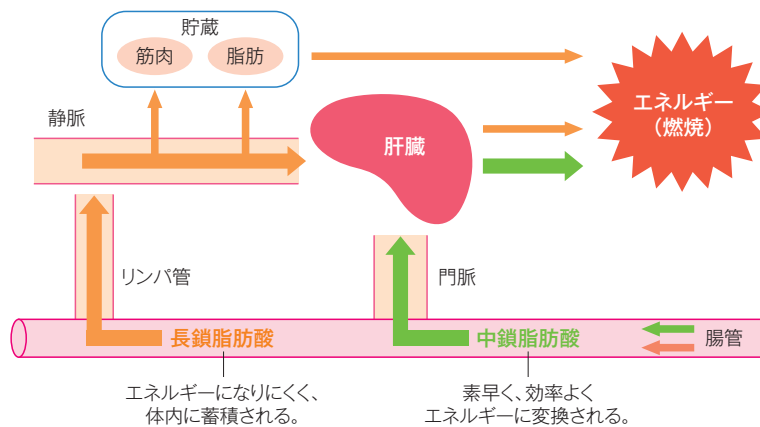 貯蔵
筋肉
脂肪
静脈
肝臓
エネルギー
(燃焼)
リンパ管
門脈
長鎖脂肪酸
中鎖脂肪酸
腸管
エネルギーになりにくく、
体内に蓄積される。
素早く、効率よく
エネルギーに変換される。